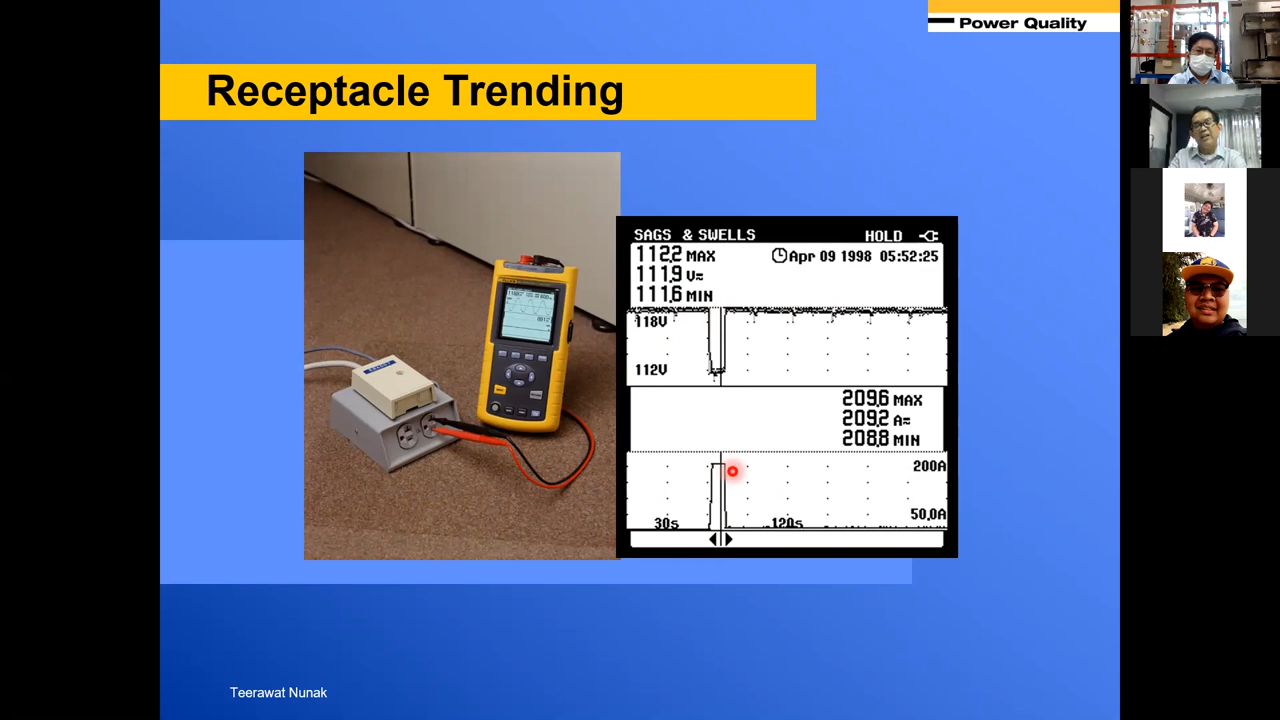 Power Quality
Receptacle Trending
SAGS & SWELLS HOLD
112.2 MAX
Apr 09 1998 05:52:25
111.9 V≂
111.6 MIN
118V
112V
209.6 MAX
209.2 A≂
208.8 MIN
200A
50.0A
30s 120s
Teerawat Nunak